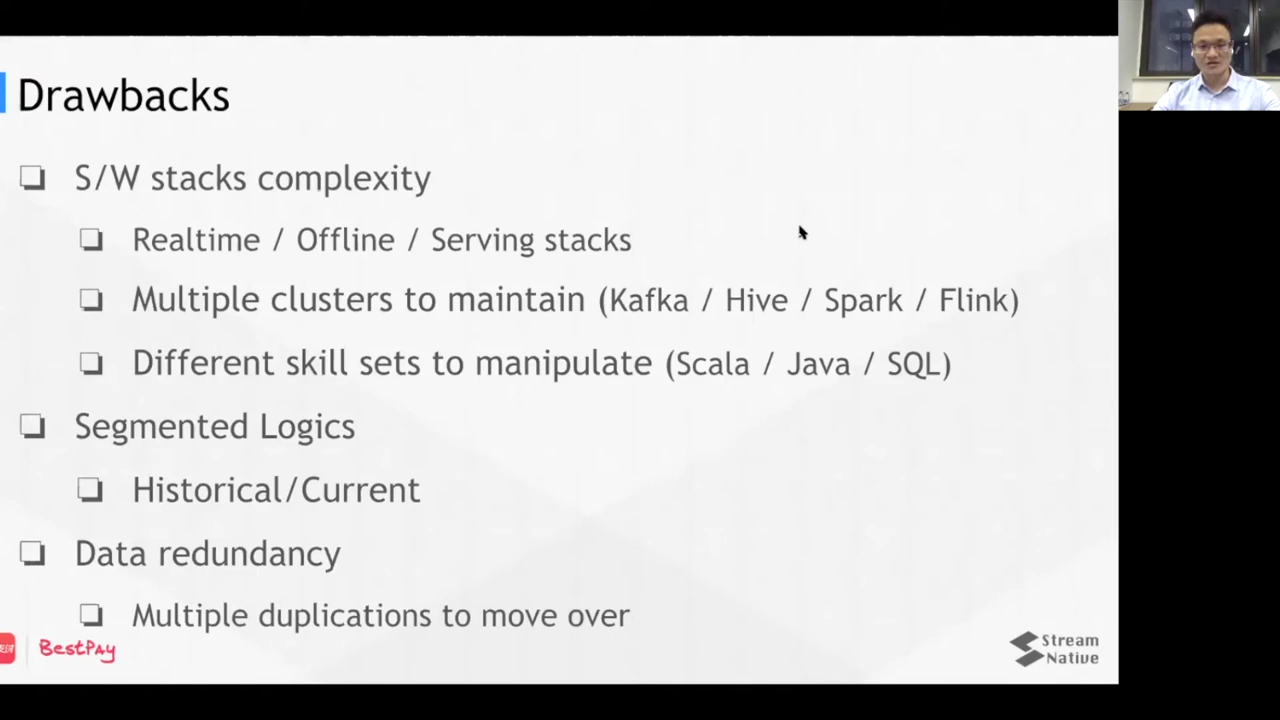 Drawbacks
S/W stacks complexity
Realtime / Offline / Serving stacks
Multiple clusters to maintain (Kafka / Hive / Spark / Flink)
Different skill sets to manipulate (Scala / Java / SQL)
Segmented Logics
Historical/Current
Data redundancy
Multiple duplications to move over
BestPay
Stream
Native